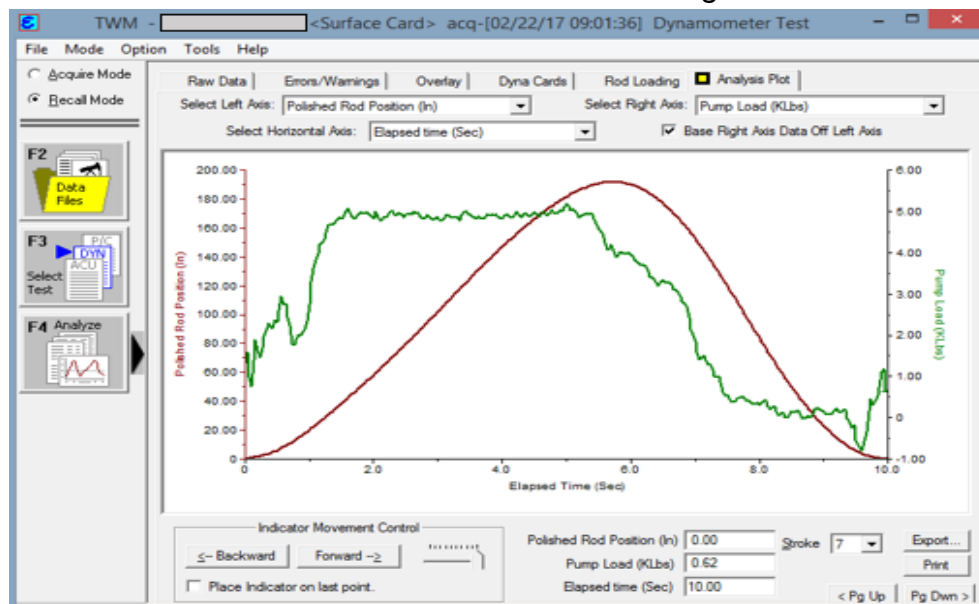 TWM - <Surface Card> acq-[02/22/17 09:01:36] Dynamometer Test
File Mode Option Tools Help
Acquire Mode
Recall Mode
F2
Data
Files
F3
P/C
DYN
ACU
Select
Test
F4 Analyze
Raw Data Errors/Warnings Overlay Dyna Cards Rod Loading Analysis Plot
Select Left Axis: Polished Rod Position (In) Select Right Axis: Pump Load (KLbs)
Select Horizontal Axis: Elapsed time (Sec) Base Right Axis Data Off Left Axis
200.00
180.00
160.00
140.00
120.00
100.00
80.00
60.00
40.00
20.00
0
Polished Rod Position (In)
6.00
5.00
4.00
3.00
2.00
1.00
0
-1.00
Pump Load (KLbs)
0 2.0 4.0 6.0 8.0 10.0
Elapsed Time (Sec)
Indicator Movement Control
<-- Backward Forward -->
Place Indicator on last point.
Polished Rod Position (In) 0.00 Stroke 7 Export...
Pump Load (KLbs) 0.62 Print
Elapsed time (Sec) 10.00
< Pg Up Pg Dwn >